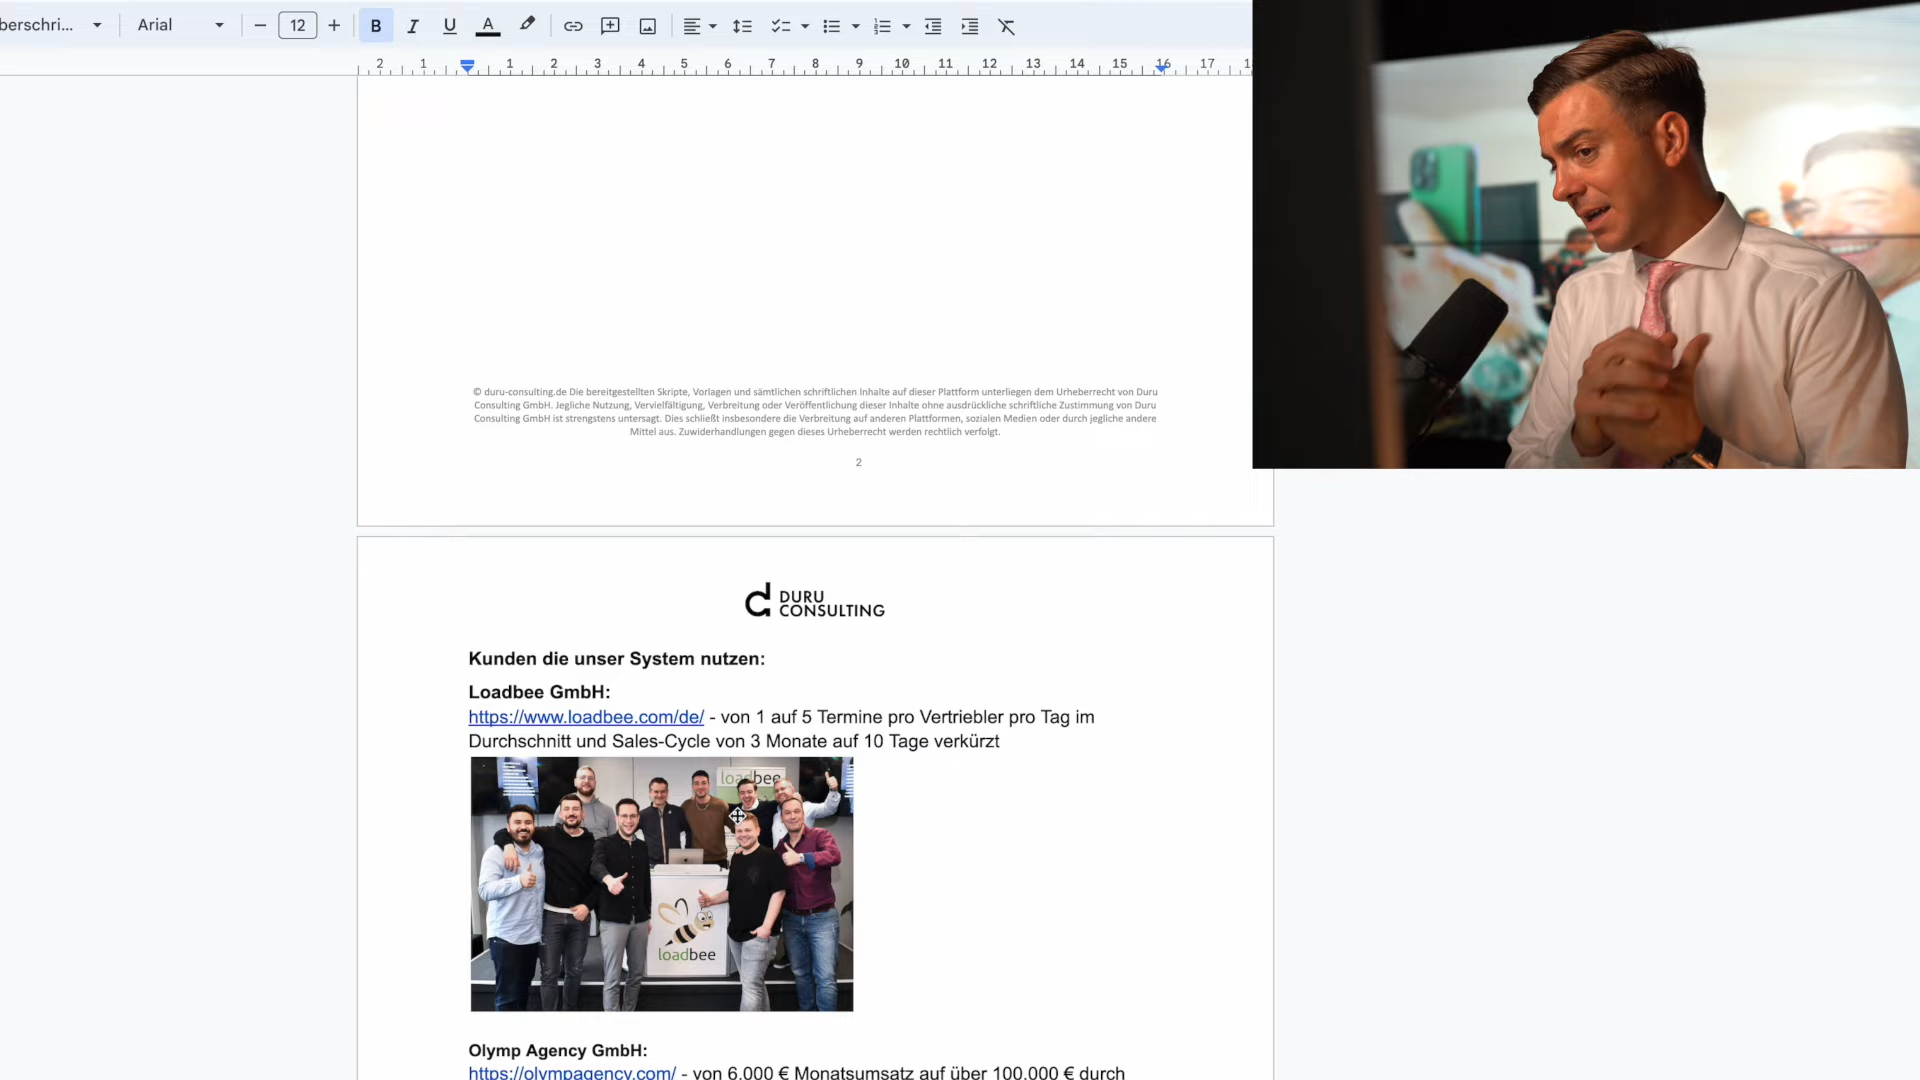 berschri...
Arial
12
B
I
U
A
2 1 1 2 3 4 5 6 7 8 9 10 11 12 13 14 15 16 17
© duru-consulting.de Die bereitgestellten Skripte, Vorlagen und sämtlichen schriftlichen Inhalte auf dieser Plattform unterliegen dem Urheberrecht von Duru
Consulting GmbH. Jegliche Nutzung, Vervielfältigung, Verbreitung oder Veröffentlichung dieser Inhalte ohne ausdrückliche schriftliche Zustimmung von Duru
Consulting GmbH ist strengstens untersagt. Dies schließt insbesondere die Verbreitung auf anderen Plattformen, sozialen Medien oder durch jegliche andere
Mittel aus. Zuwiderhandlungen gegen dieses Urheberrecht werden rechtlich verfolgt.
2
DURU
CONSULTING
Kunden die unser System nutzen:
Loadbee GmbH:
https://www.loadbee.com/de/ - von 1 auf 5 Termine pro Vertriebler pro Tag im
Durchschnitt und Sales-Cycle von 3 Monate auf 10 Tage verkürzt
loadbee
loadbee
Olymp Agency GmbH:
https://olympagency.com/ - von 6.000 € Monatsumsatz auf über 100.000 € durch